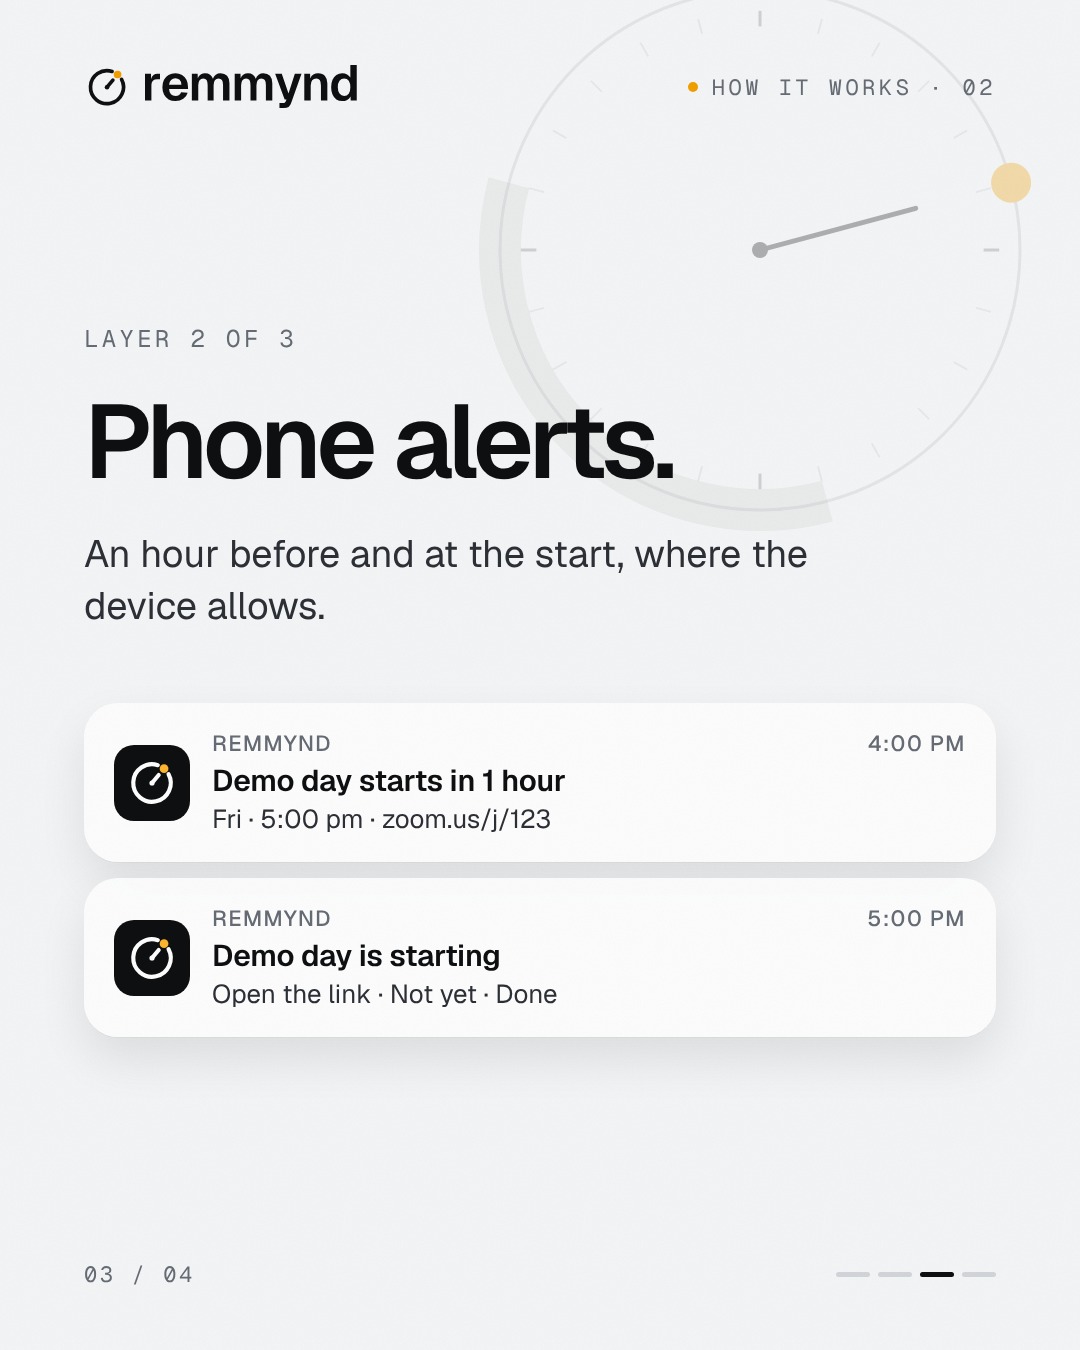 remmynd
HOW IT WORKS · 02
LAYER 2 OF 3
Phone alerts.
An hour before and at the start, where the
device allows.
REMMYND 4:00 PM
Demo day starts in 1 hour
Fri · 5:00 pm · zoom.us/j/123
REMMYND 5:00 PM
Demo day is starting
Open the link · Not yet · Done
03 / 04